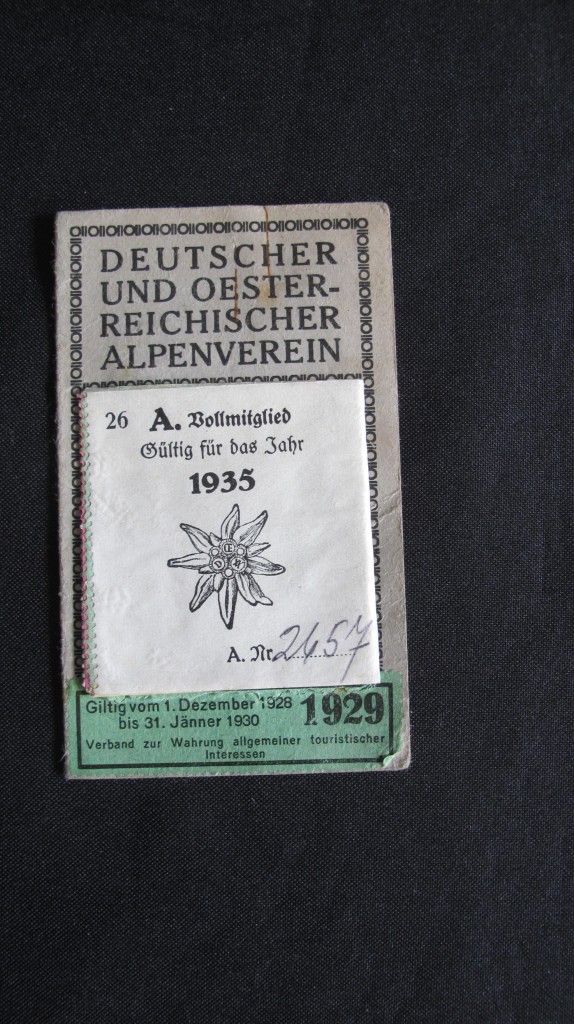 DEUTSCHER
UND OESTER-
REICHISCHER
ALPENVEREIN
26 A. Vollmitglied
Gültig für das Jahr
1935
A. Nr. 2657
Giltig vom 1. Dezember 1928
bis 31. Jänner 1930
1929
Verband zur Wahrung allgemeiner touristischer
Interessen